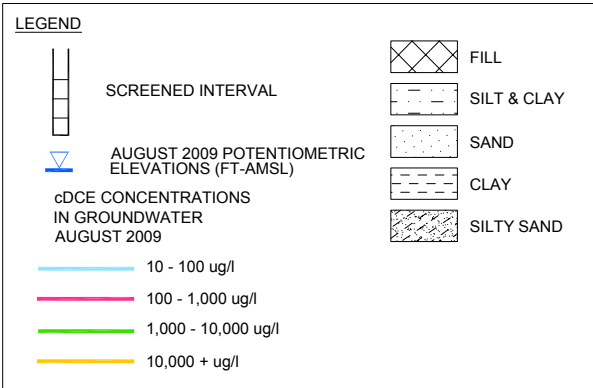 LEGEND
SCREENED INTERVAL
AUGUST 2009 POTENTIOMETRIC
ELEVATIONS (FT-AMSL)
cDCE CONCENTRATIONS
IN GROUNDWATER
AUGUST 2009
10 - 100 ug/l
100 - 1,000 ug/l
1,000 - 10,000 ug/l
10,000 + ug/l
FILL
SILT & CLAY
SAND
CLAY
SILTY SAND